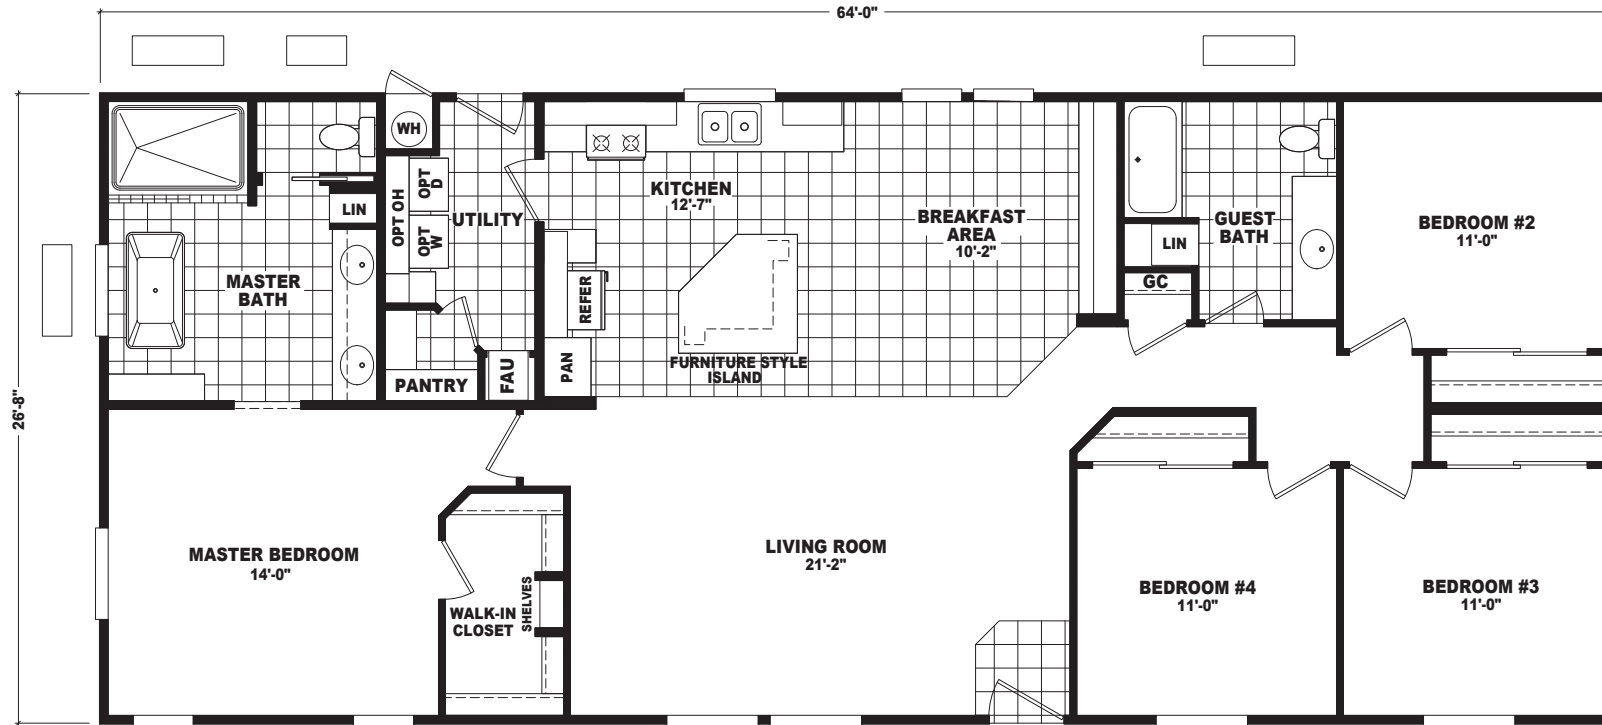 64'-0"
26'-8"
WH
OPT OH
OPT
D
OPT
W
UTILITY
LIN
MASTER
BATH
PANTRY
FAU
PAN
REFER
KITCHEN
12'-7"
FURNITURE STYLE
ISLAND
BREAKFAST
AREA
10'-2"
LIN
GC
GUEST
BATH
BEDROOM #2
11'-0"
MASTER BEDROOM
14'-0"
WALK-IN
CLOSET
SHELVES
LIVING ROOM
21'-2"
BEDROOM #4
11'-0"
BEDROOM #3
11'-0"